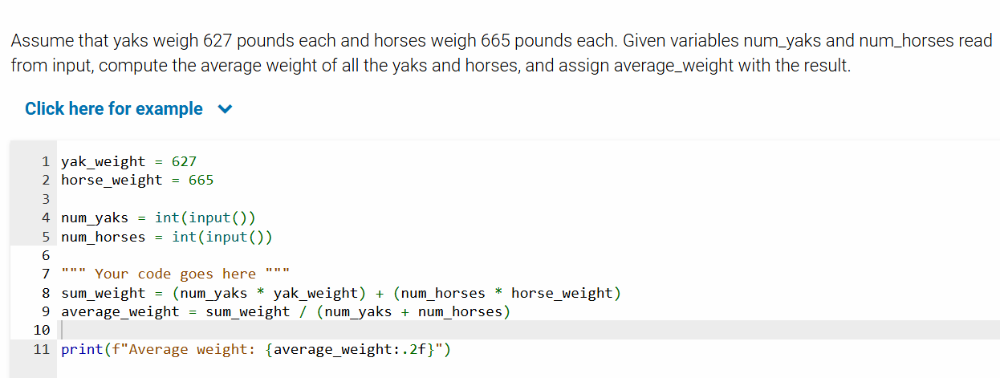 Assume that yaks weigh 627 pounds each and horses weigh 665 pounds each. Given variables num_yaks and num_horses read
from input, compute the average weight of all the yaks and horses, and assign average_weight with the result.
Click here for example
1 yak_weight = 627
2 horse_weight = 665
3
4 num_yaks = int(input())
5 num_horses = int(input())
6
7 """ Your code goes here """
8 sum_weight = (num_yaks * yak_weight) + (num_horses * horse_weight)
9 average_weight = sum_weight / (num_yaks + num_horses)
10
11 print(f"Average weight: {average_weight:.2f}")